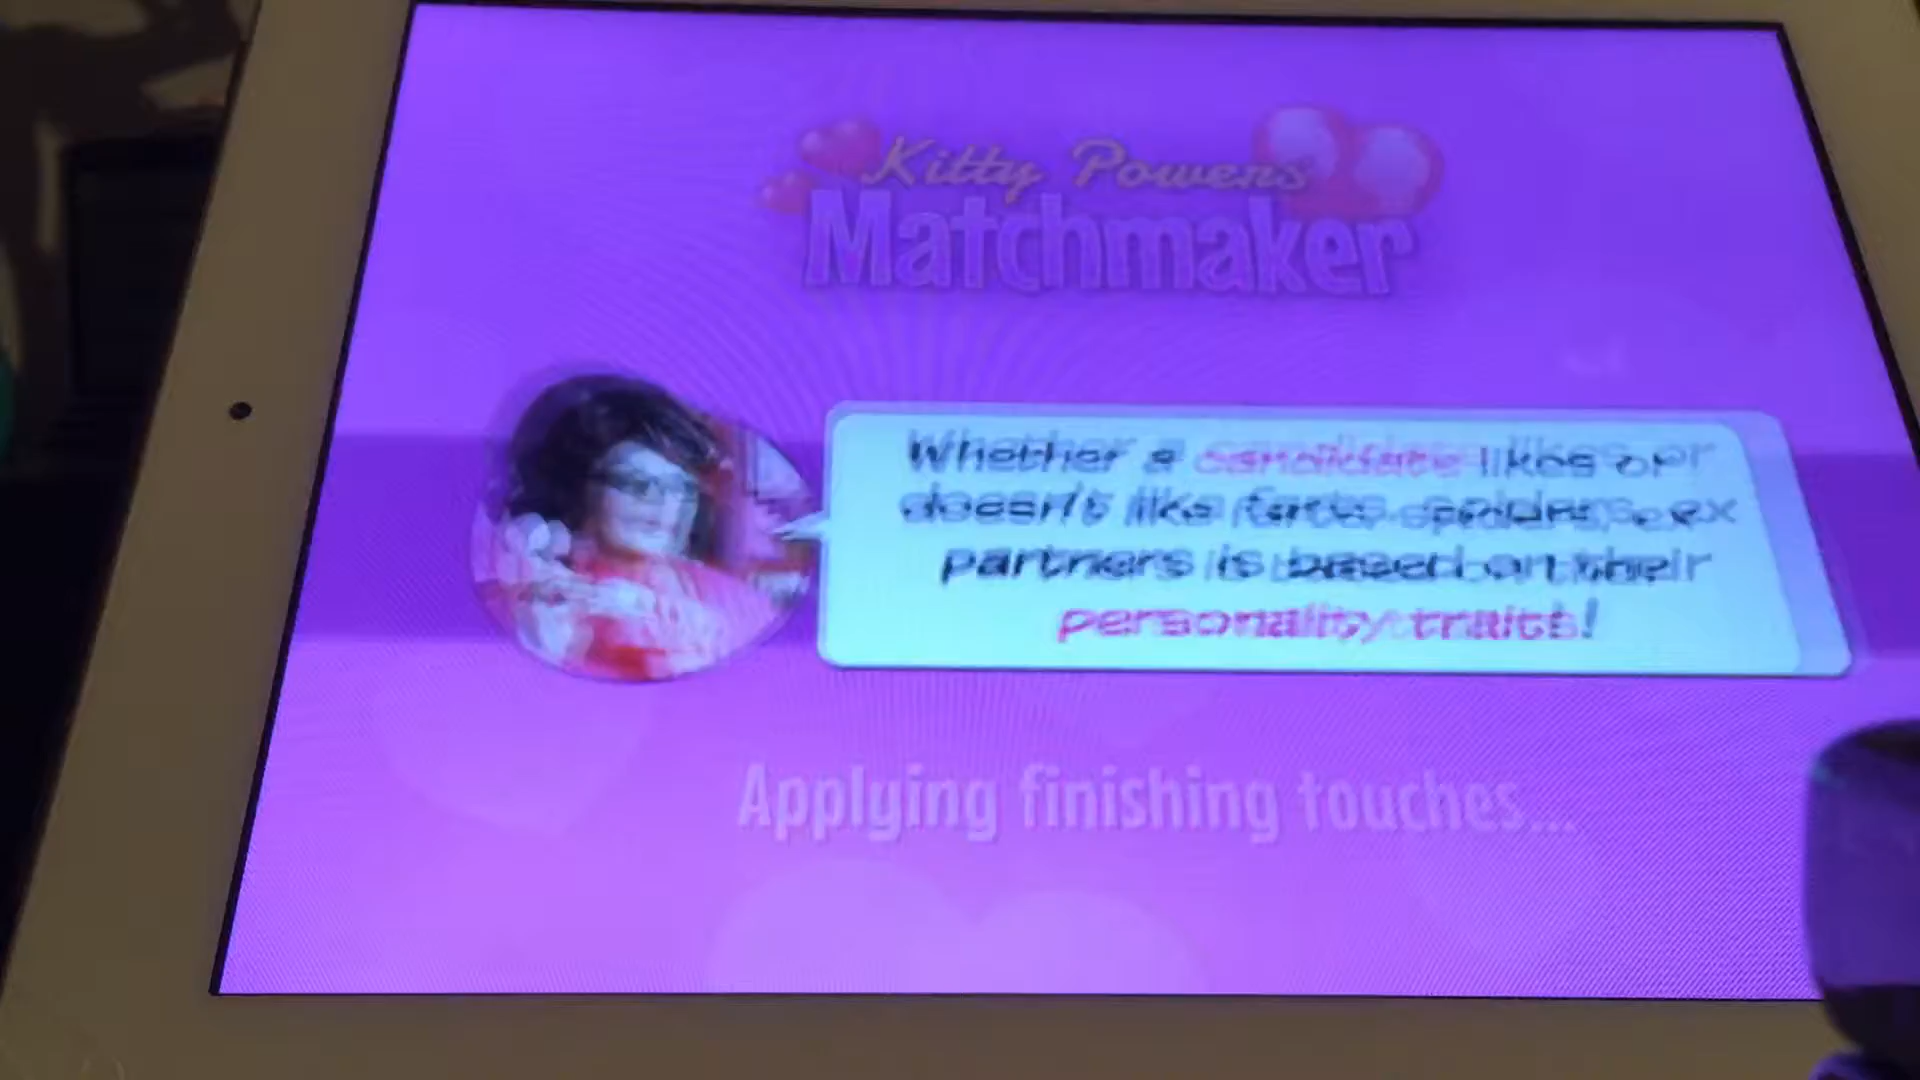 Kitty Powers'
Matchmaker
Whether a candidate likes or
doesn't like farts, spiders, ex
partners is based on their
personality traits!
Applying finishing touches...